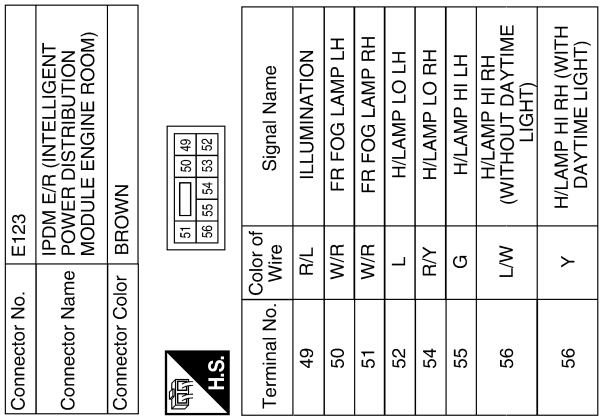 Connector No. E123
Connector Name IPDM E/R (INTELLIGENT
POWER DISTRIBUTION
MODULE ENGINE ROOM)
Connector Color BROWN
H.S.
51 50 49
56 55 54 53 52
Terminal No. Color of
Wire Signal Name
49 R/L ILLUMINATION
50 W/R FR FOG LAMP LH
51 W/R FR FOG LAMP RH
52 L H/LAMP LO LH
54 R/Y H/LAMP LO RH
55 G H/LAMP HI LH
56 L/W H/LAMP HI RH
(WITHOUT DAYTIME
LIGHT)
56 Y H/LAMP HI RH (WITH
DAYTIME LIGHT)